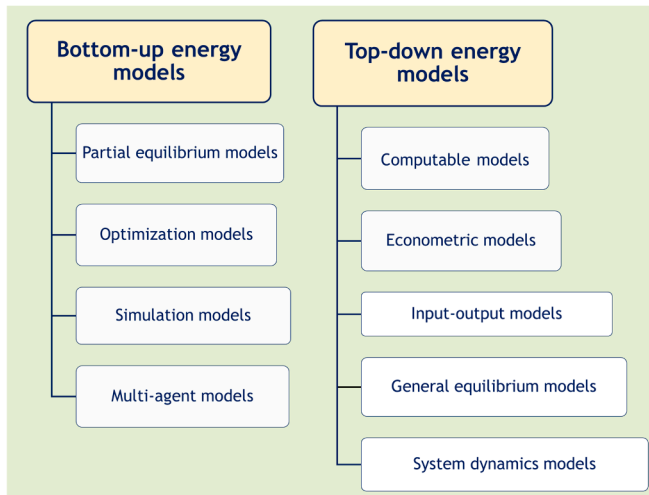 Bottom-up energy
models
Partial equilibrium models
Optimization models
Simulation models
Multi-agent models
Top-down energy
models
Computable models
Econometric models
Input-output models
General equilibrium models
System dynamics models